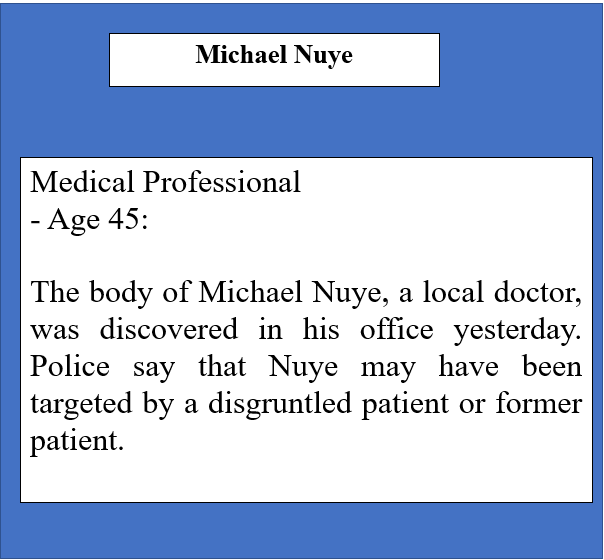 Michael Nuye
Medical Professional
- Age 45:
The body of Michael Nuye, a local doctor,
was discovered in his office yesterday.
Police say that Nuye may have been
targeted by a disgruntled patient or former
patient.